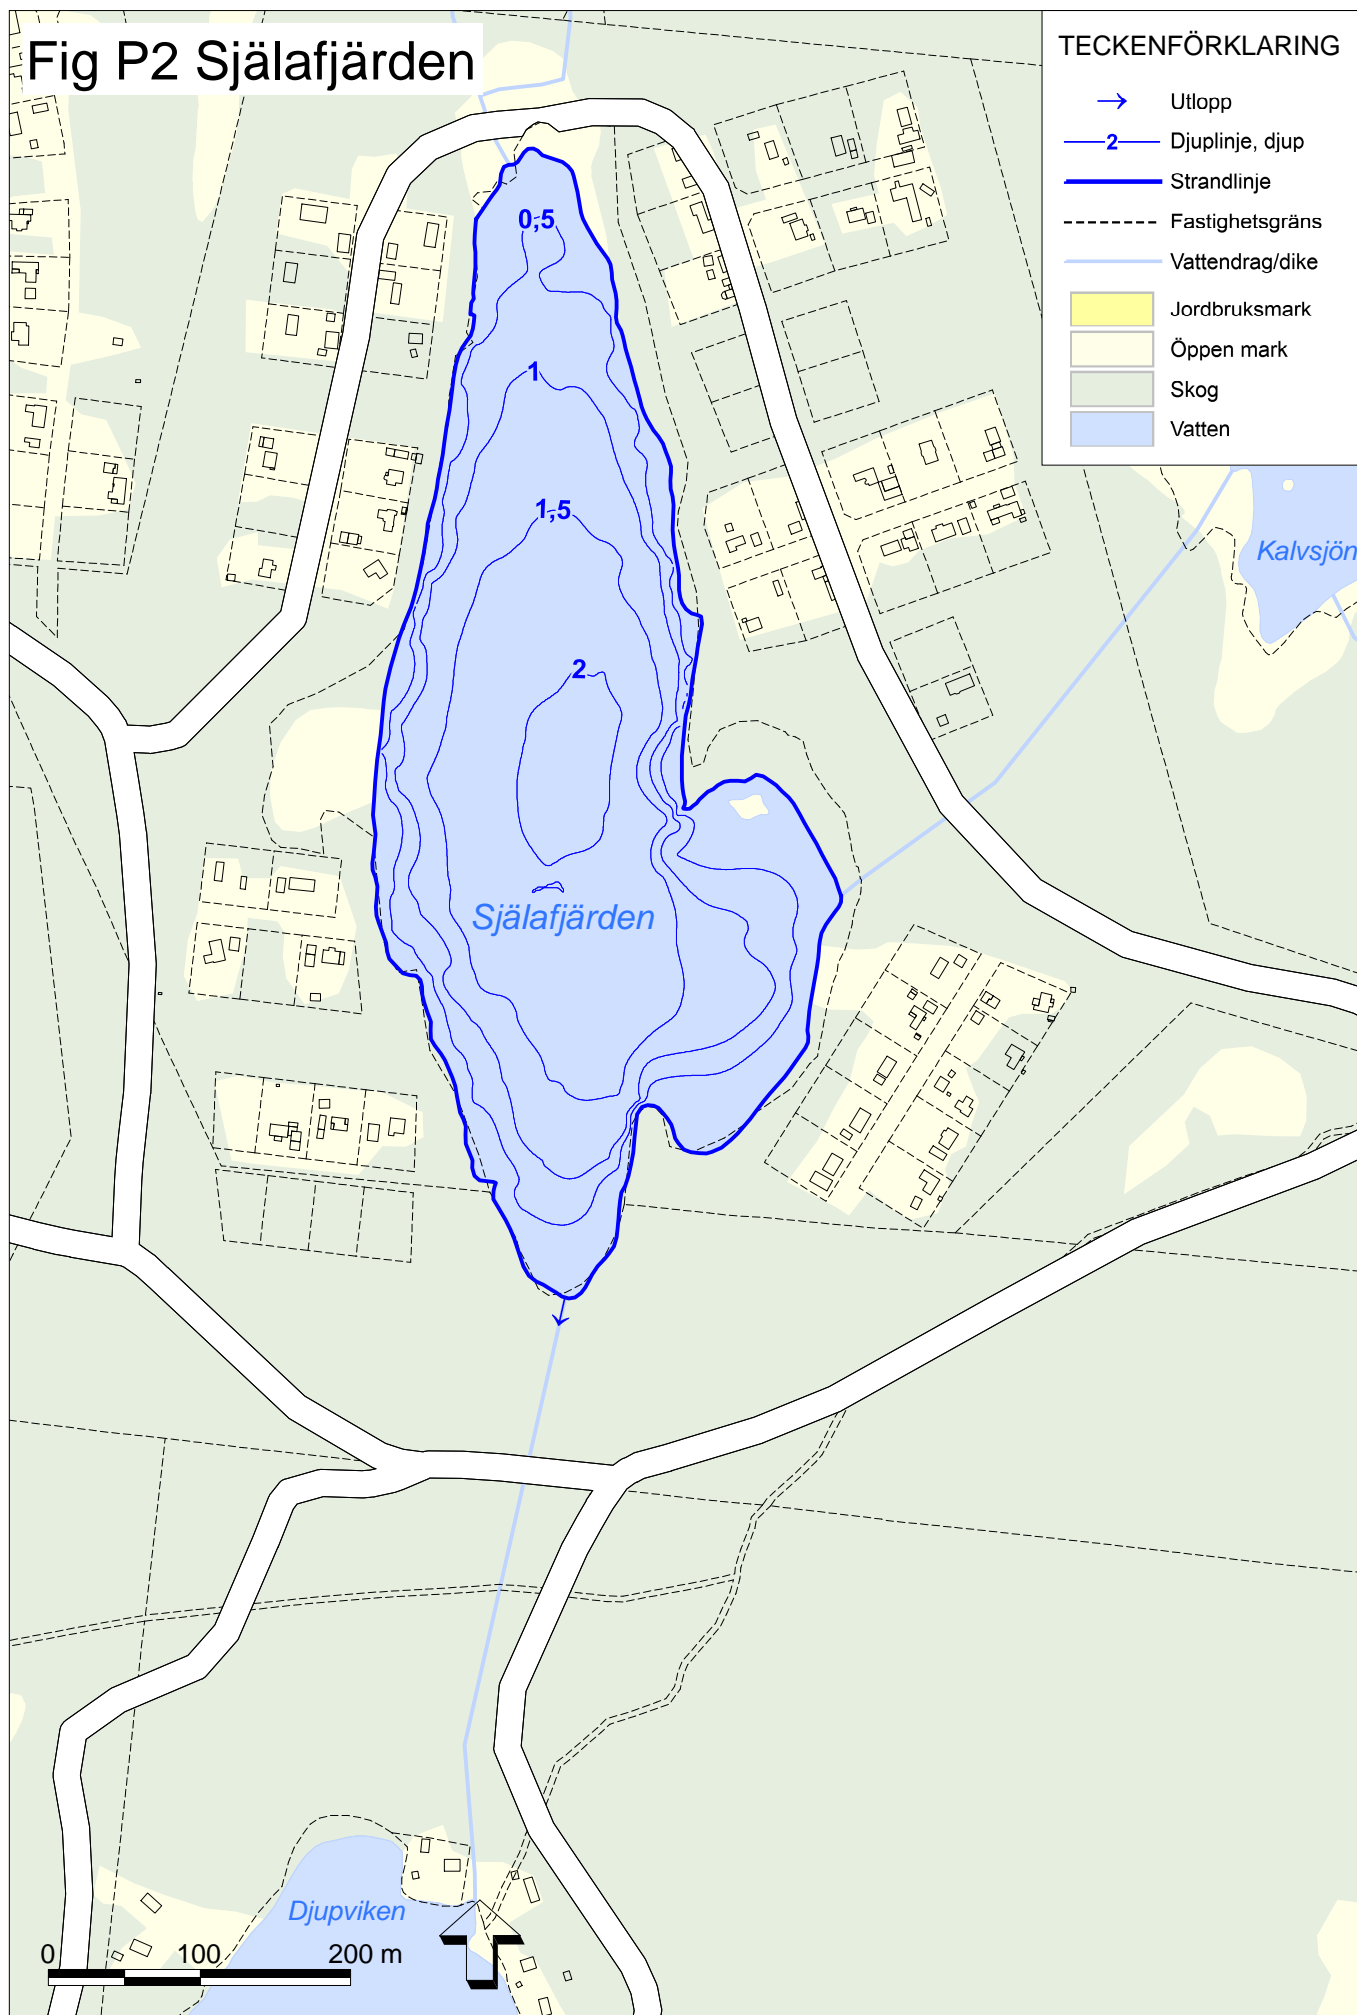 Fig P2 Själafjärden
TECKENFÖRKLARING
Utlopp
2 Djuplinje, djup
Strandlinje
Fastighetsgräns
Vattendrag/dike
Jordbruksmark
Öppen mark
Skog
Vatten
0,5
1
1,5
Kalvsjön
2
Själafjärden
Djupviken
0 100 200 m